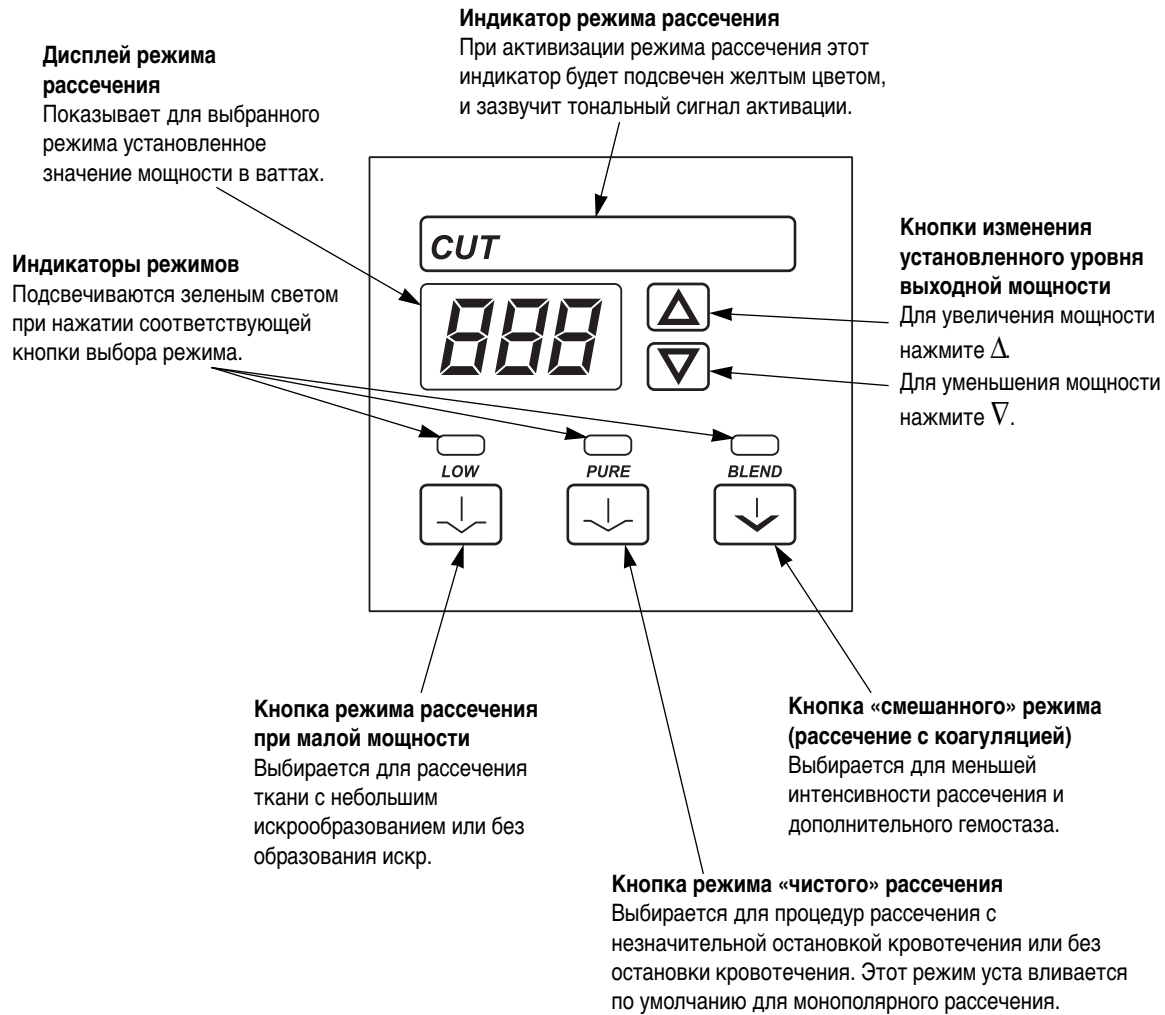 Индикатор режима рассечения
При активизации режима рассечения этот
индикатор будет подсвечен желтым цветом,
и зазвучит тональный сигнал активации.
Дисплей режима
рассечения
Показывает для выбранного
режима установленное
значение мощности в ваттах.
Индикаторы режимов
Подсвечиваются зеленым светом
при нажатии соответствующей
кнопки выбора режима.
CUT
888
Кнопки изменения
установленного уровня
выходной мощности
Для увеличения мощности
нажмите Δ.
Для уменьшения мощности
нажмите ∇.
LOW
PURE
BLEND
Кнопка режима рассечения
при малой мощности
Выбирается для рассечения
ткани с небольшим
искрообразованием или без
образования искр.
Кнопка «смешанного» режима
(рассечение с коагуляцией)
Выбирается для меньшей
интенсивности рассечения и
дополнительного гемостаза.
Кнопка режима «чистого» рассечения
Выбирается для процедур рассечения с
незначительной остановкой кровотечения или без
остановки кровотечения. Этот режим уста вливается
по умолчанию для монополярного рассечения.